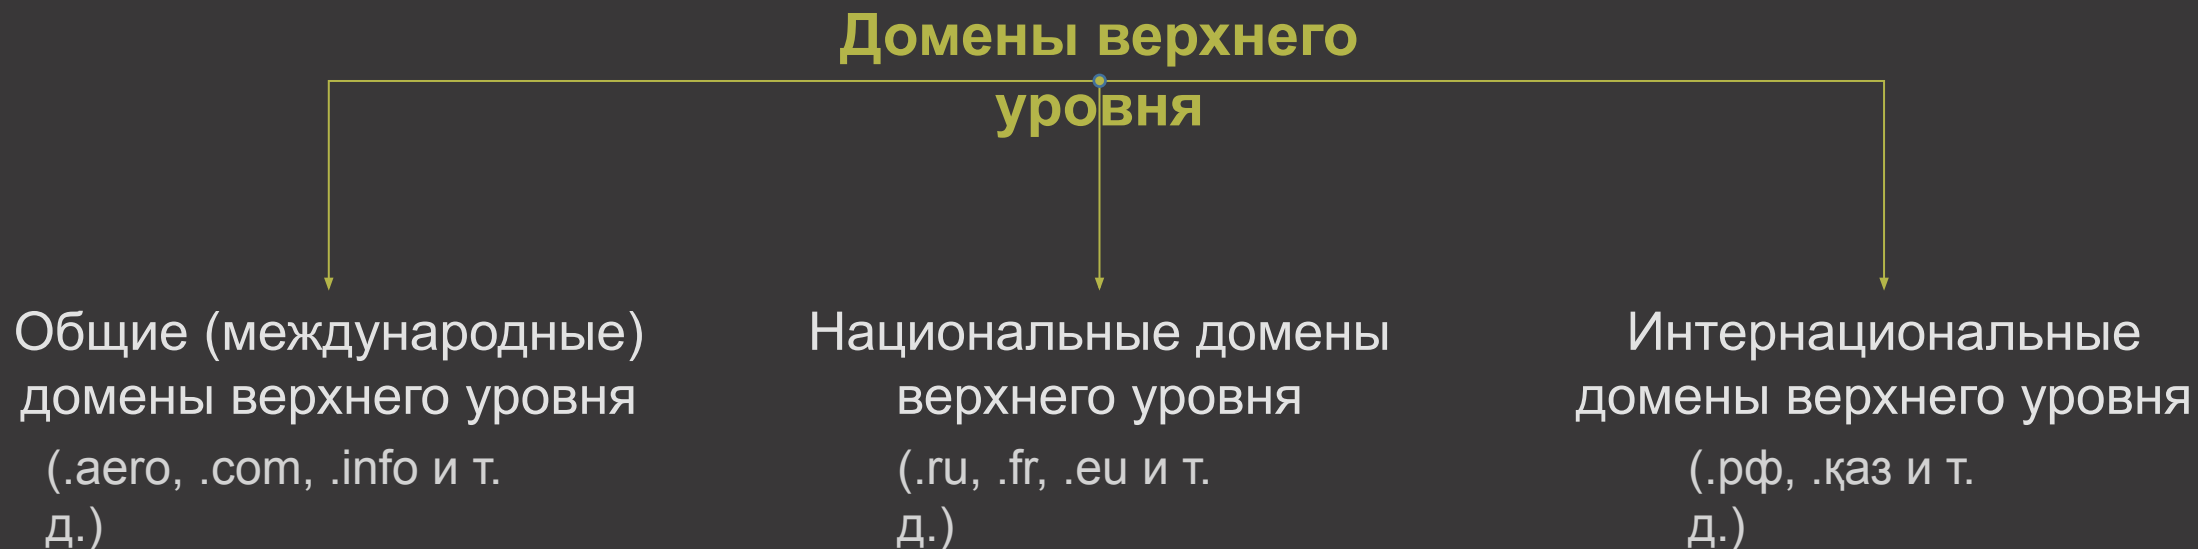 Домены верхнего
уровня
Общие (международные)
домены верхнего уровня
(.aero, .com, .info и т.
д.)
Национальные домены
верхнего уровня
(.ru, .fr, .eu и т.
д.)
Интернациональные
домены верхнего уровня
(.рф, .қаз и т.
д.)